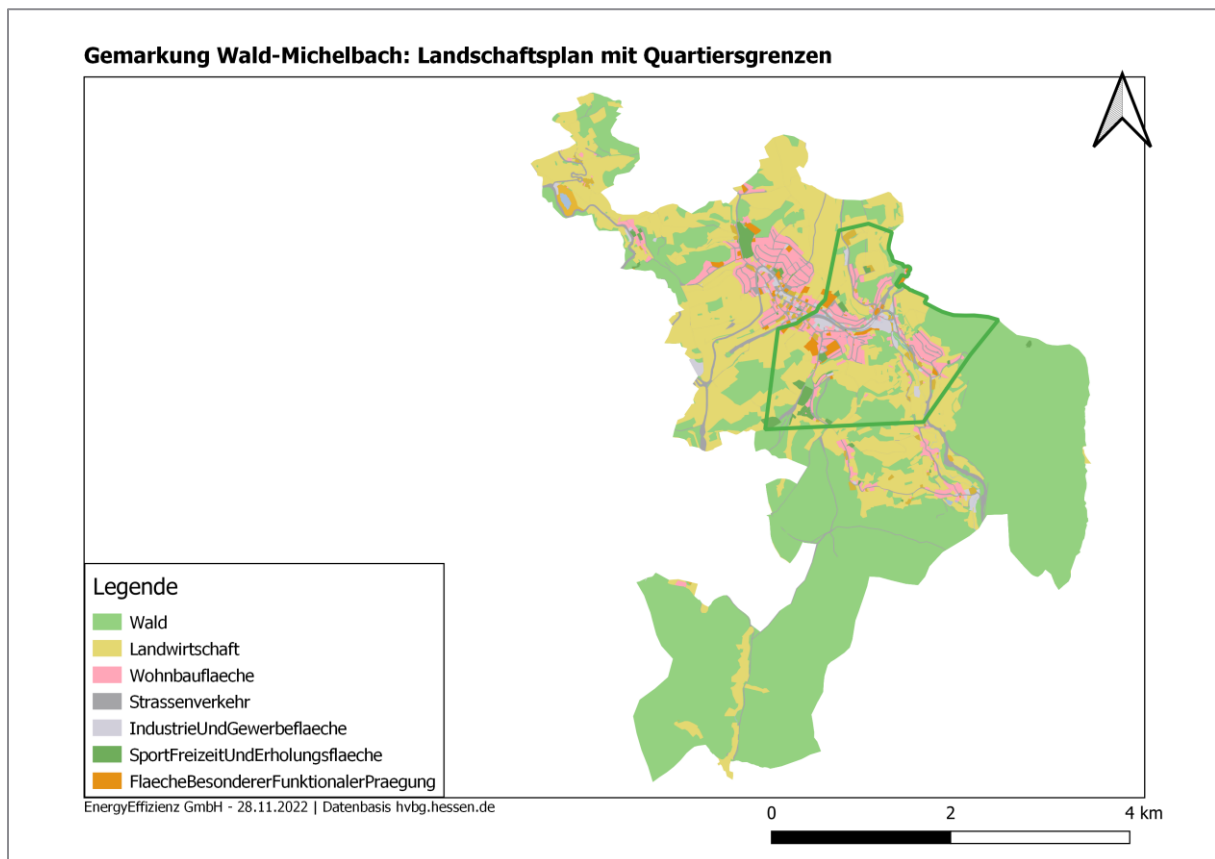 Gemarkung Wald-Michelbach: Landschaftsplan mit Quartiersgrenzen
Legende
Wald
Landwirtschaft
Wohnbauflaeche
Strassenverkehr
IndustrieUndGewerbeflaeche
SportFreizeitUndErholungsflaeche
FlaecheBesondererFunktionalerPraegung
EnergyEffizienz GmbH - 28.11.2022 | Datenbasis hvbg.hessen.de
0 2 4 km